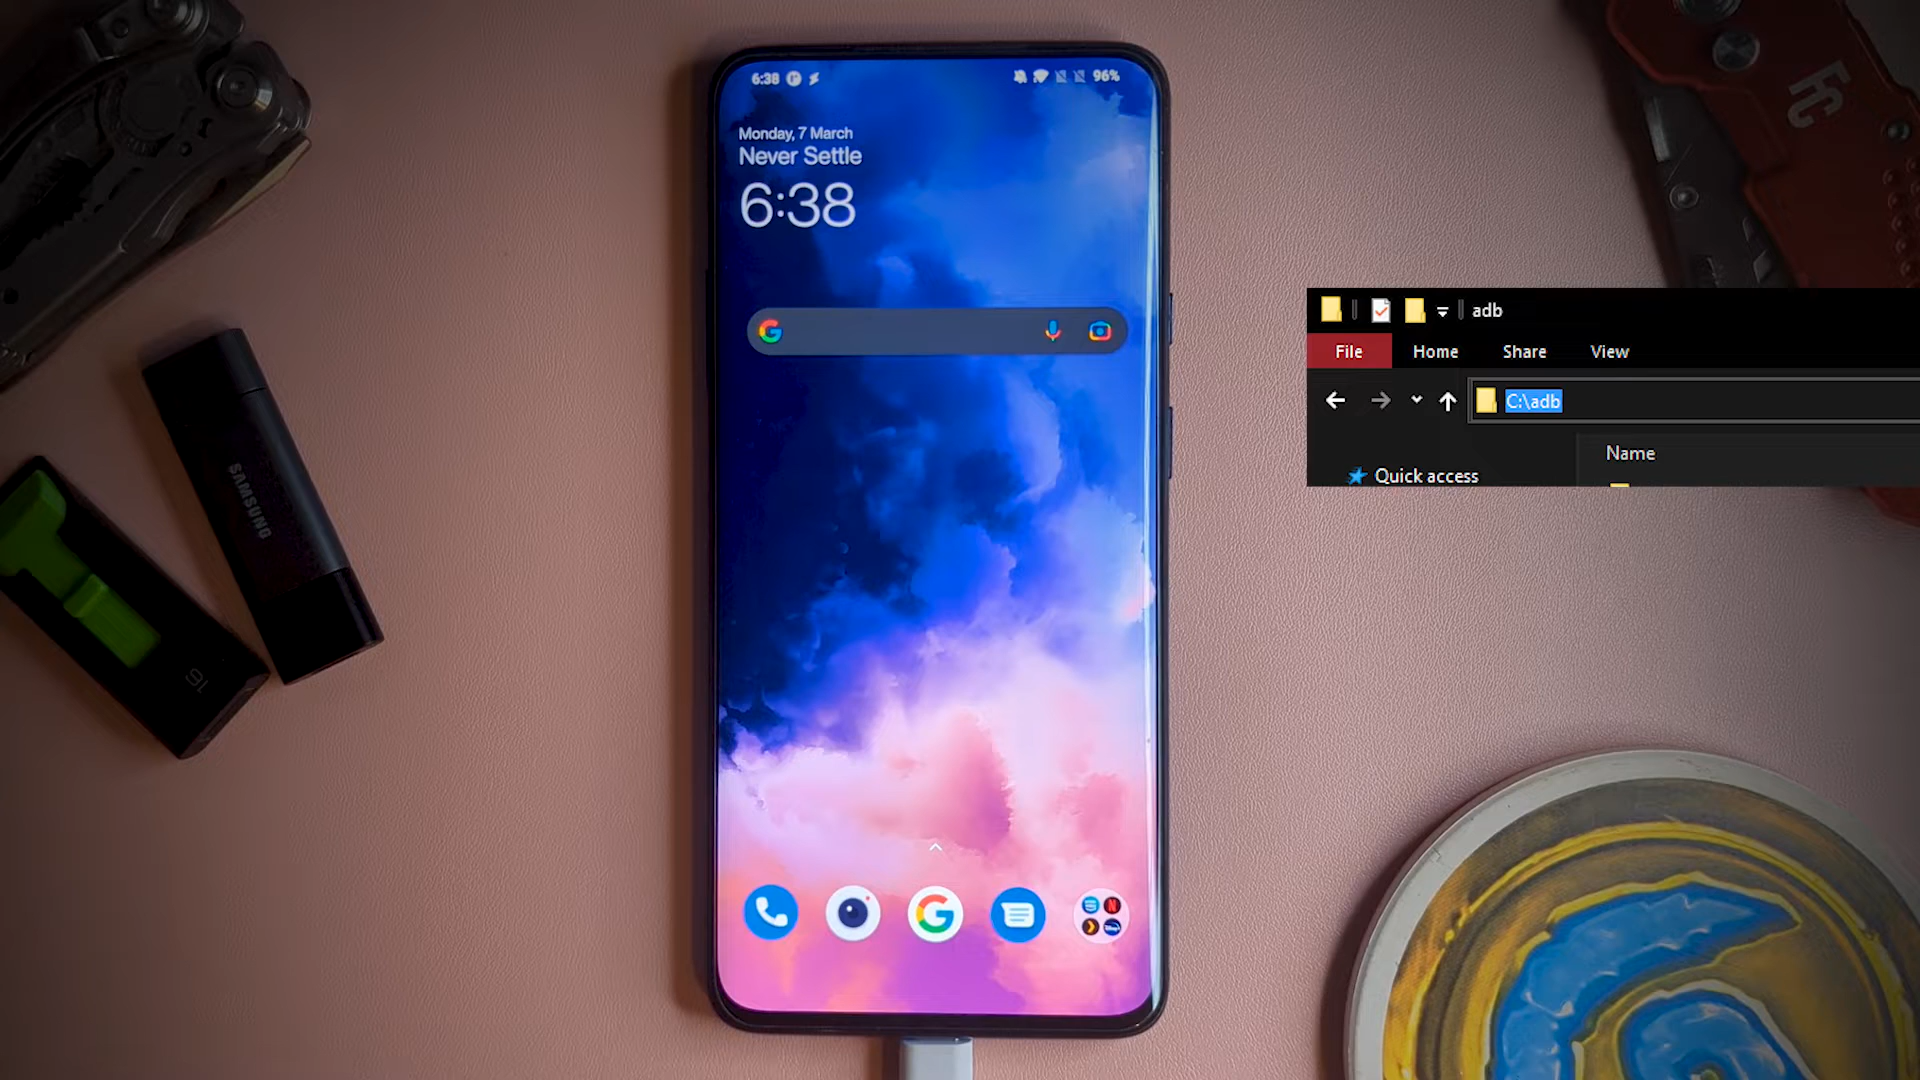 6:38
96%
Monday, 7 March
Never Settle
6:38
adb
File
Home
Share
View
C:\adb
Name
Quick access
SAMSUNG
16